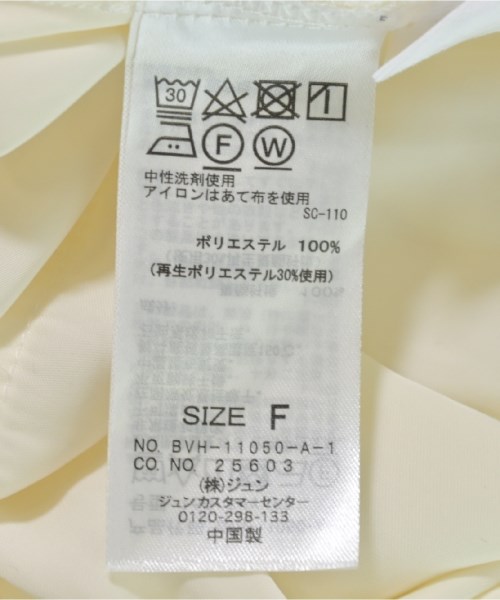 30
F W
中性洗剤使用
アイロンはあて布を使用
SC-110
ポリエステル 100%
(再生ポリエステル30%使用)
SIZE F
NO. BVH-11050-A-1
CO. NO. 25603
(株)ジュン
ジュンカスタマーセンター
0120-298-133
中国製